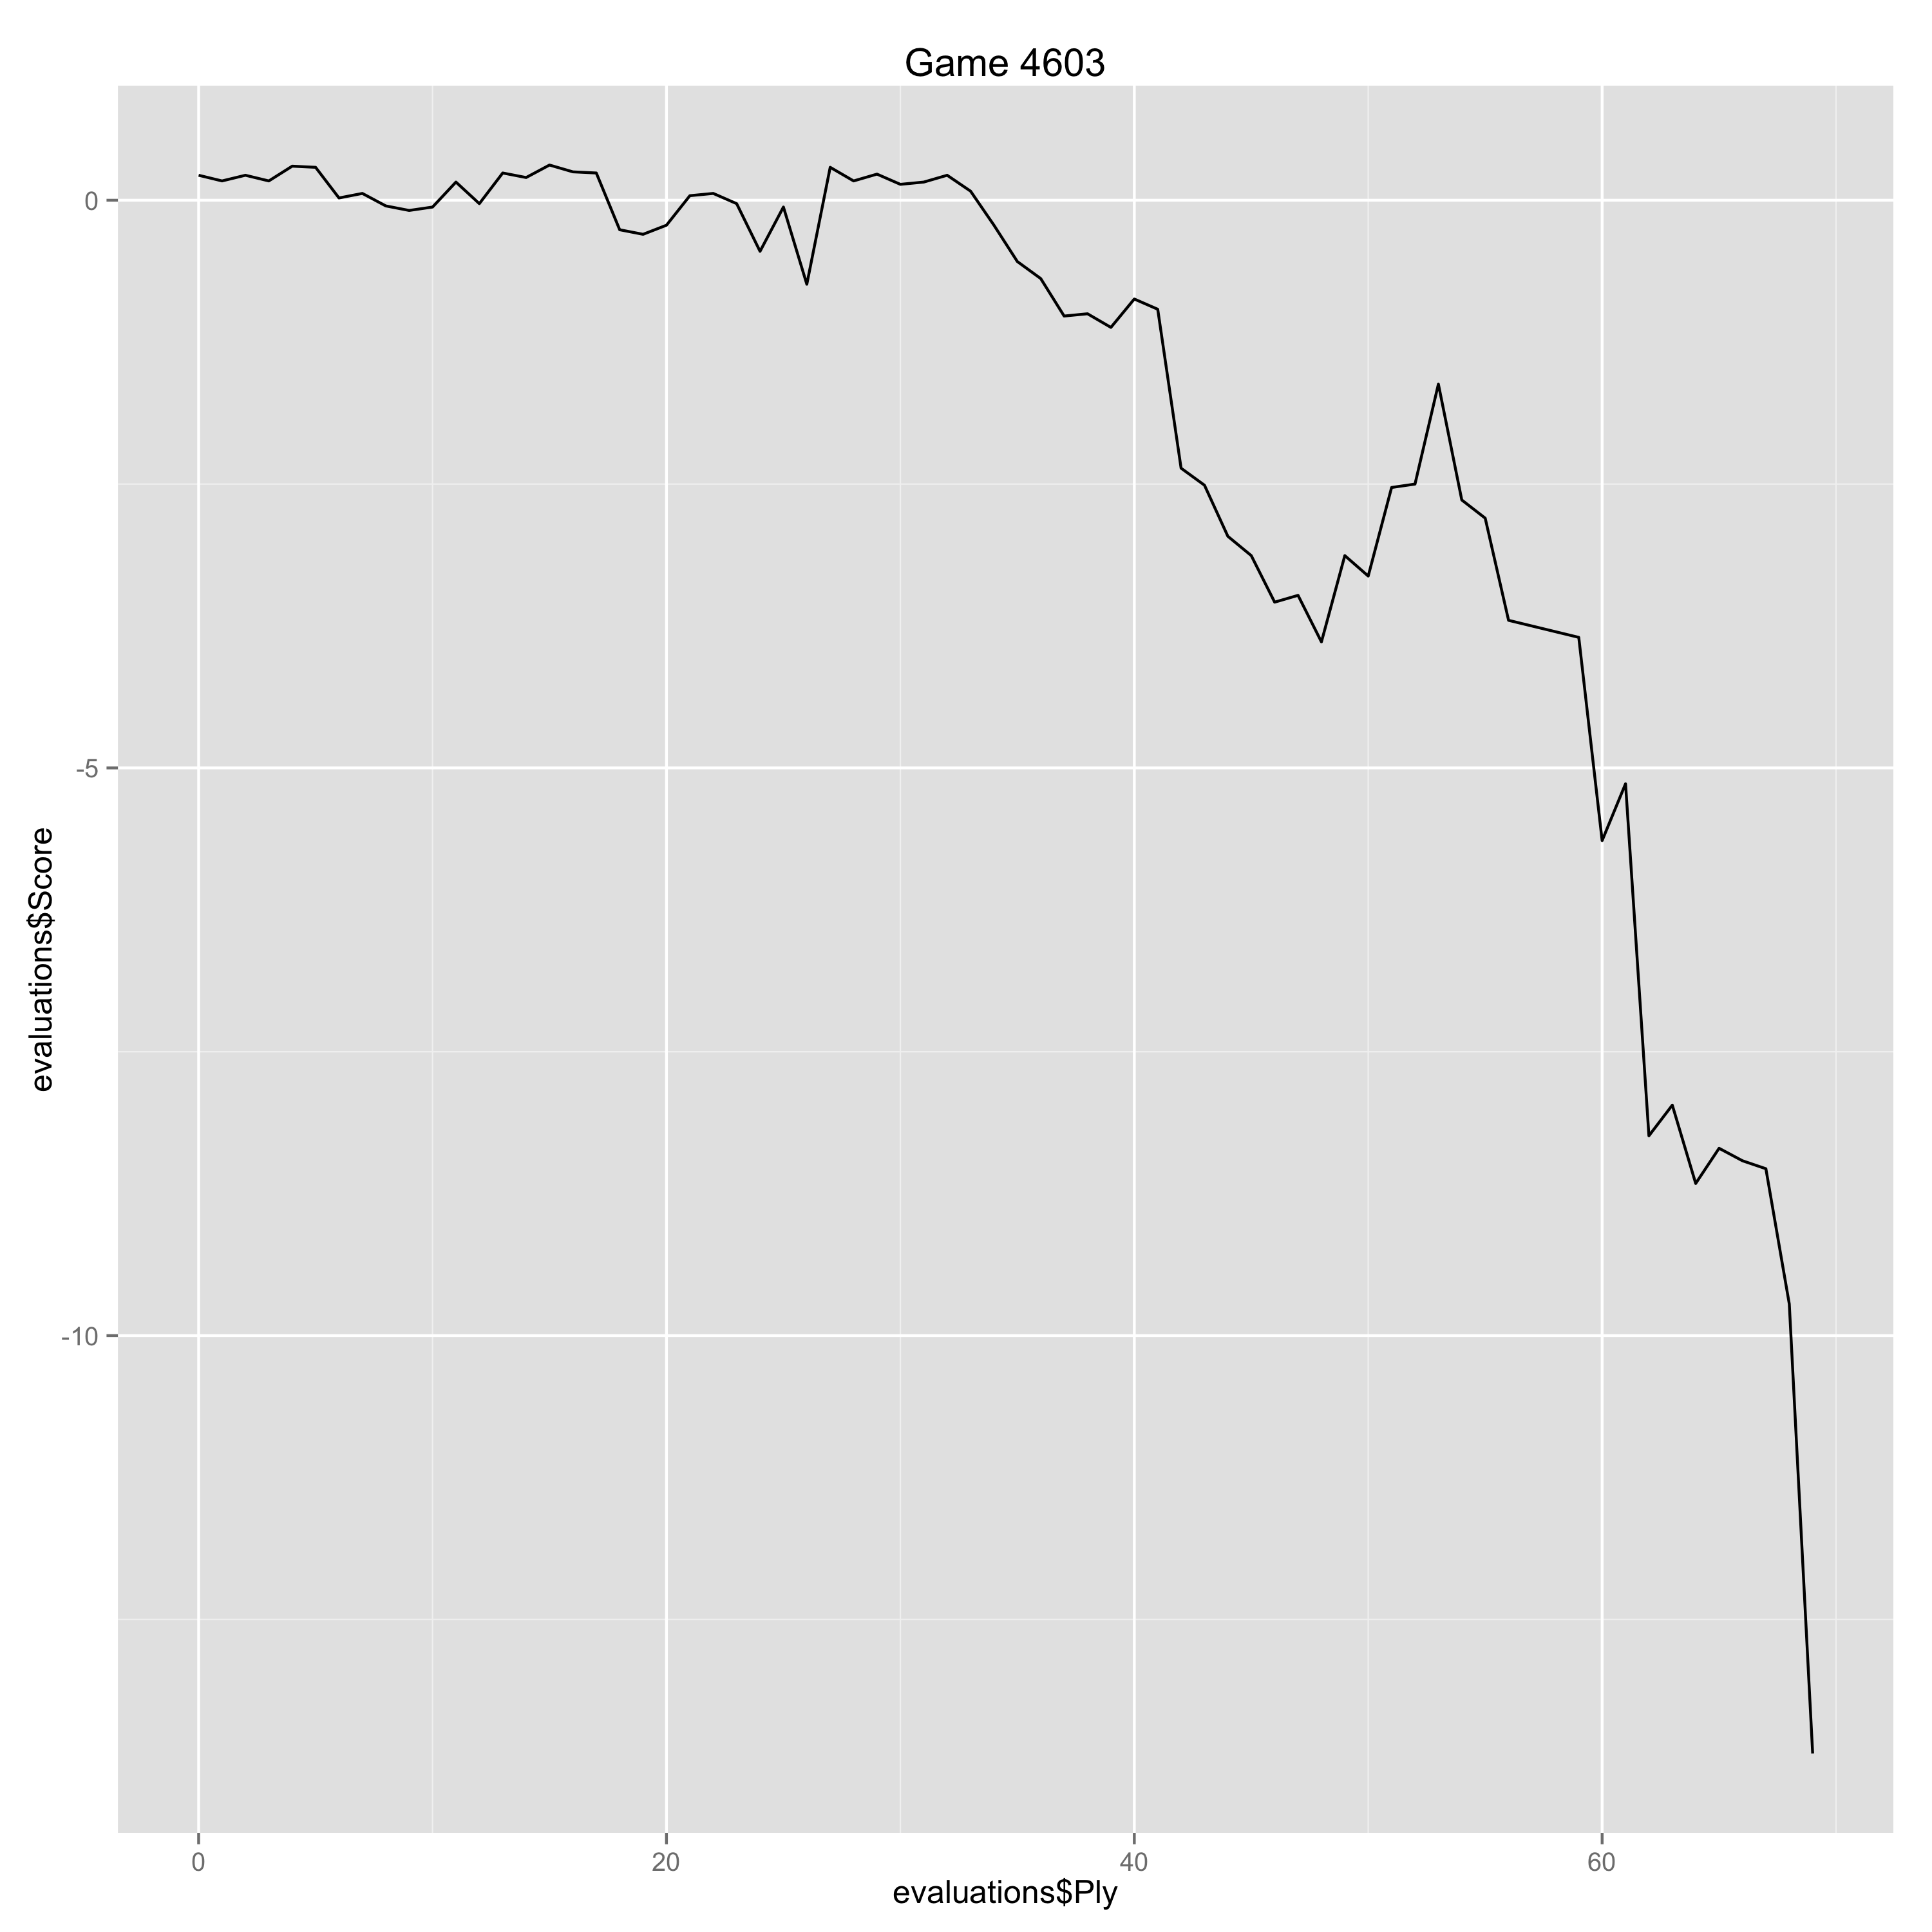 Game 4603
0
-5
-10
evaluations$Score
0 20 40 60
evaluations$Ply